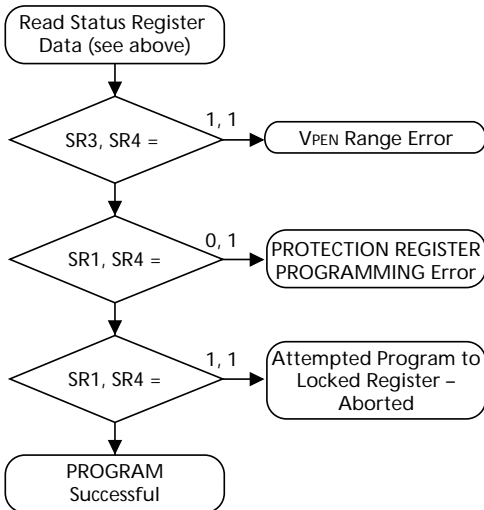 Read Status Register
Data (see above)
1, 1
SR3, SR4 =
VPEN Range Error
0, 1
SR1, SR4 =
PROTECTION REGISTER
PROGRAMMING Error
1, 1
SR1, SR4 =
Attempted Program to
Locked Register –
Aborted
PROGRAM
Successful